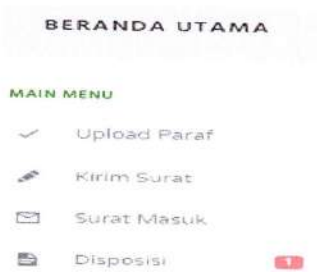 BERANDA UTAMA
MAIN MENU
Upload Paraf
Kirim Surat
Surat Masuk
Disposisi 1